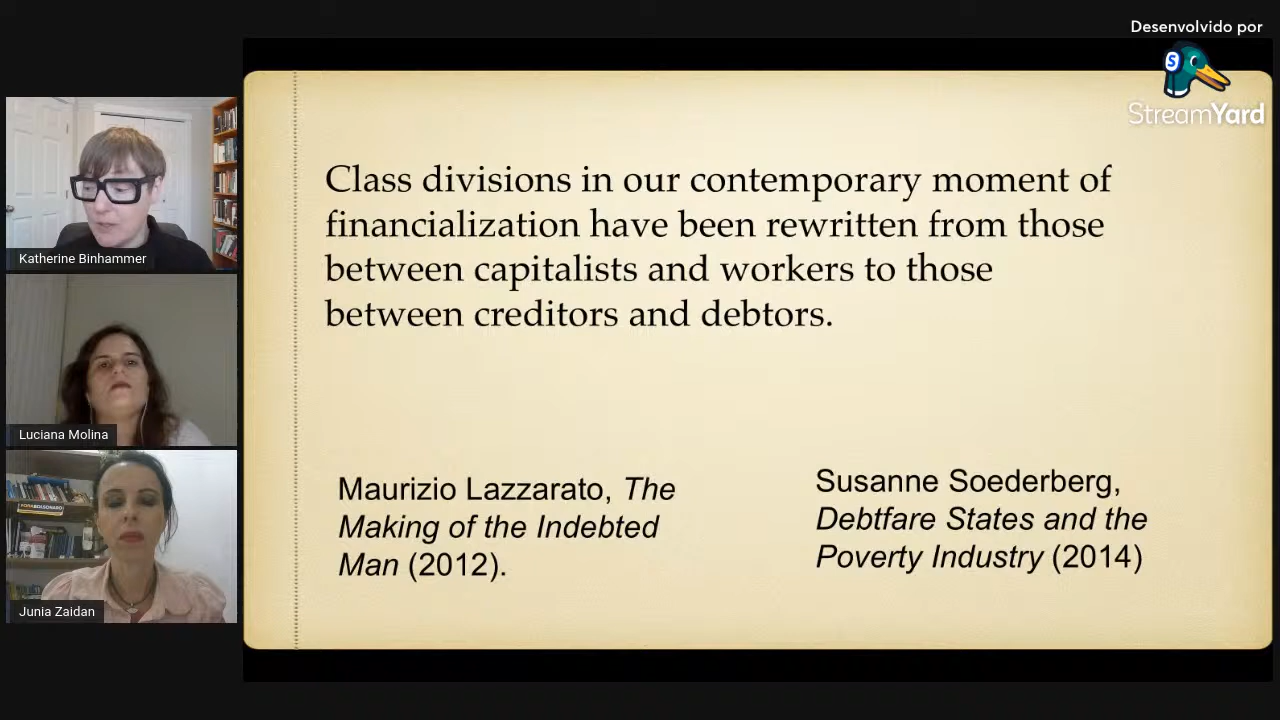 Desenvolvido por
StreamYard
Class divisions in our contemporary moment of
financialization have been rewritten from those
between capitalists and workers to those
between creditors and debtors.
Maurizio Lazzarato, The
Making of the Indebted
Man (2012).
Susanne Soederberg,
Debtfare States and the
Poverty Industry (2014)
Katherine Binhammer
Luciana Molina
Junia Zaidan